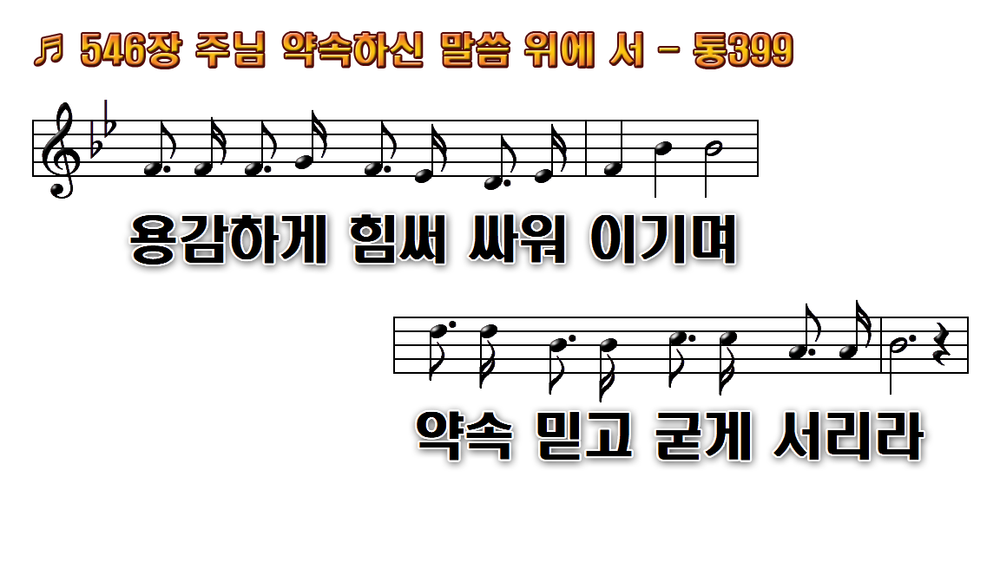 ♬ 546장 주님 약속하신 말씀 위에 서 - 통399
용감하게 힘써 싸워 이기며
약속 믿고 굳게 서리라